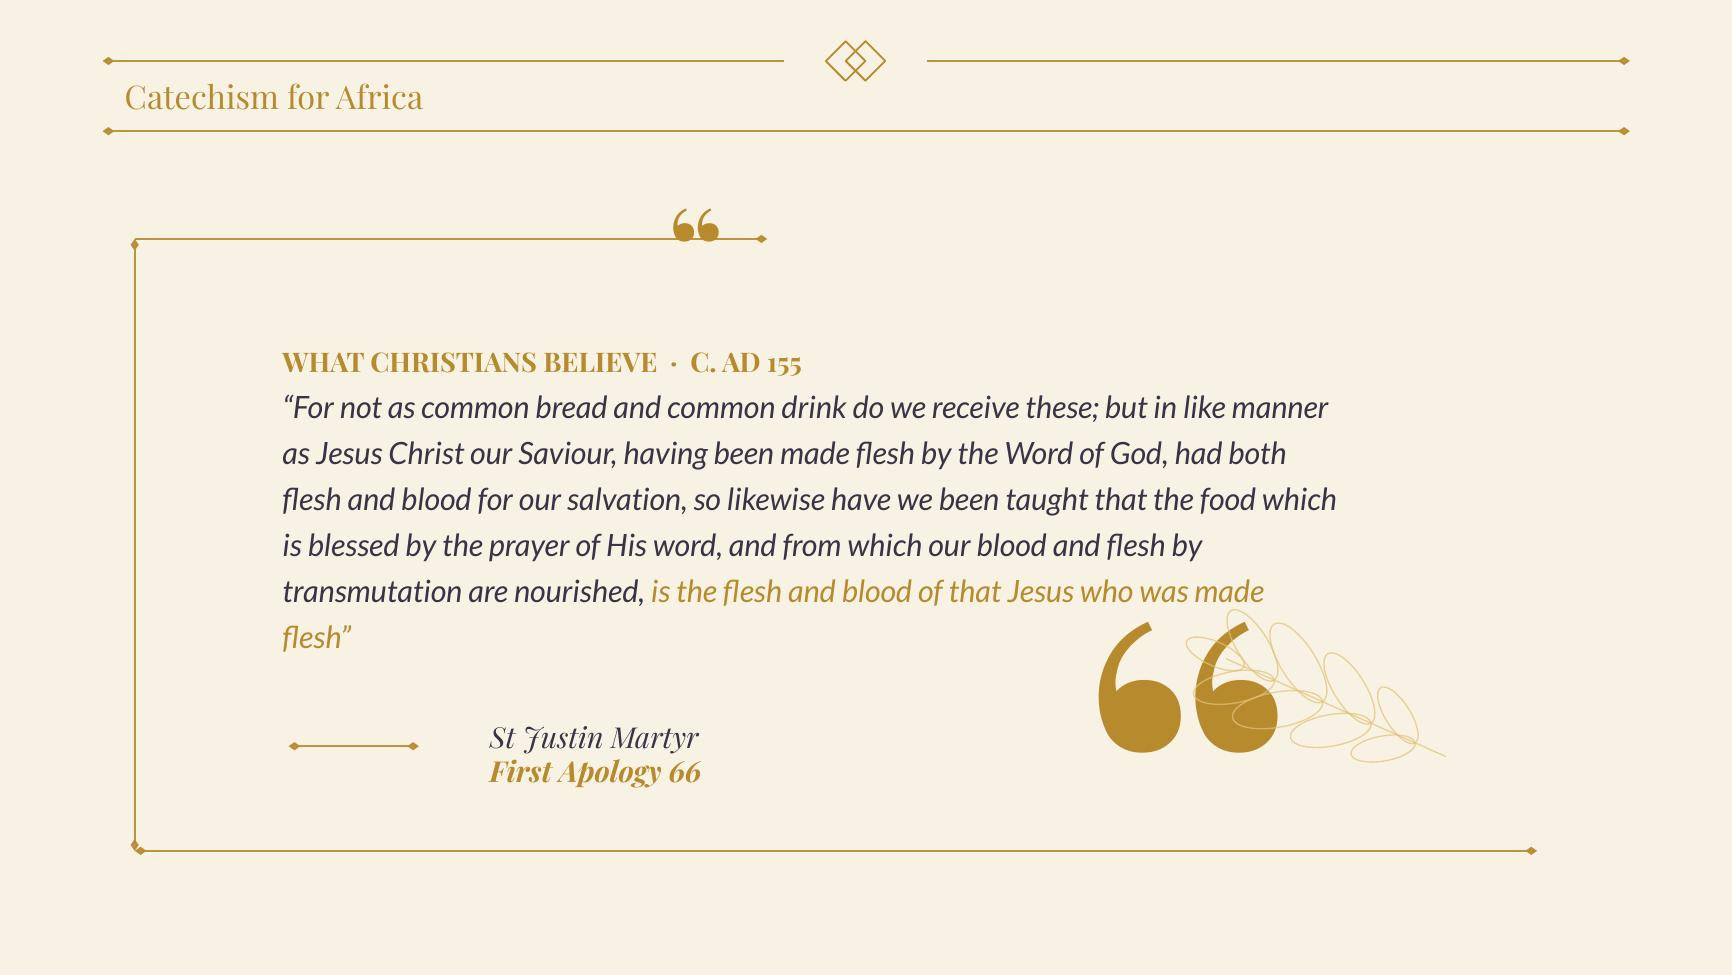 Catechism for Africa
WHAT CHRISTIANS BELIEVE · C. AD 155
“For not as common bread and common drink do we receive these; but in like manner
as Jesus Christ our Saviour, having been made flesh by the Word of God, had both
flesh and blood for our salvation, so likewise have we been taught that the food which
is blessed by the prayer of His word, and from which our blood and flesh by
transmutation are nourished, is the flesh and blood of that Jesus who was made
flesh”
St Justin Martyr
First Apology 66